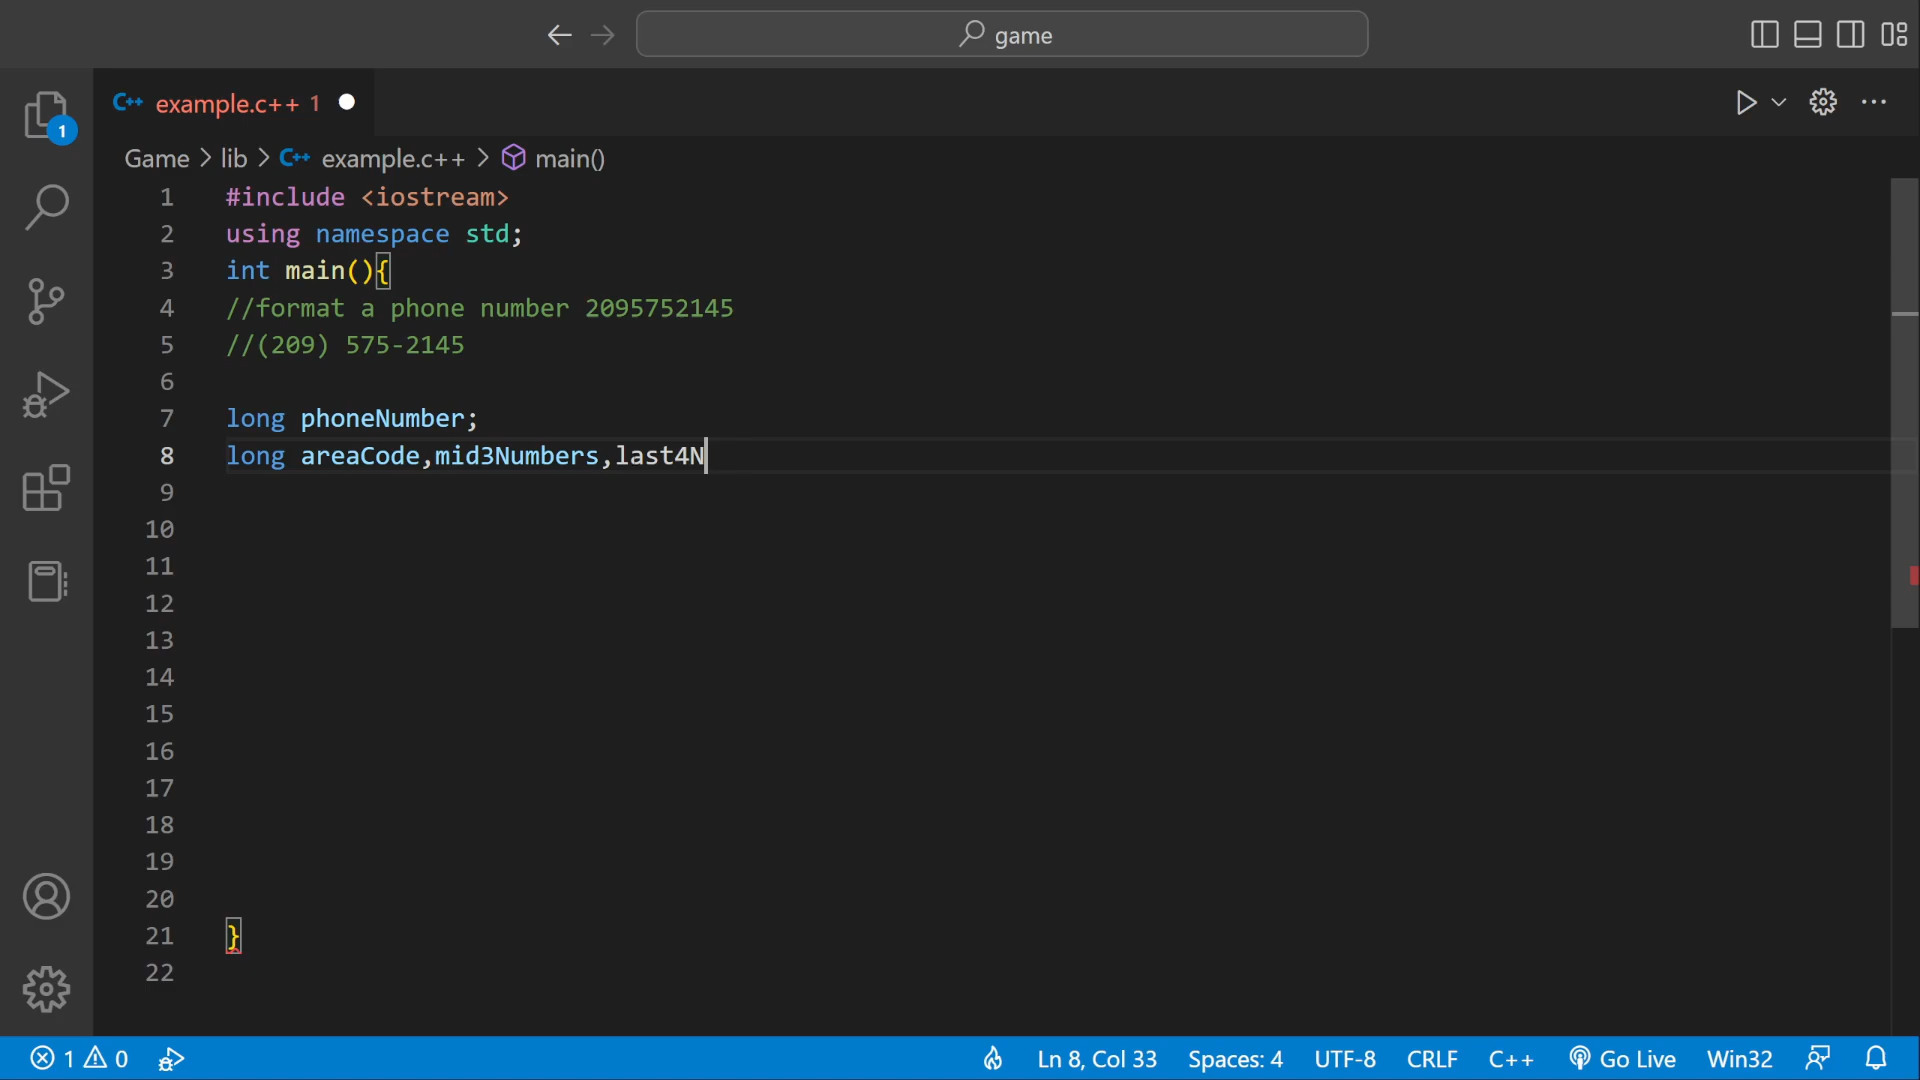 game
C++ example.c++ 1
Game > lib > C++ example.c++ > main()
1 #include <iostream>
2 using namespace std;
3 int main(){
4 //format a phone number 2095752145
5 //(209) 575-2145
6
7 long phoneNumber;
8 long areaCode,mid3Numbers,last4N
9
10
11
12
13
14
15
16
17
18
19
20
21 }
22
1
1 0 Ln 8, Col 33 Spaces: 4 UTF-8 CRLF C++ Go Live Win32